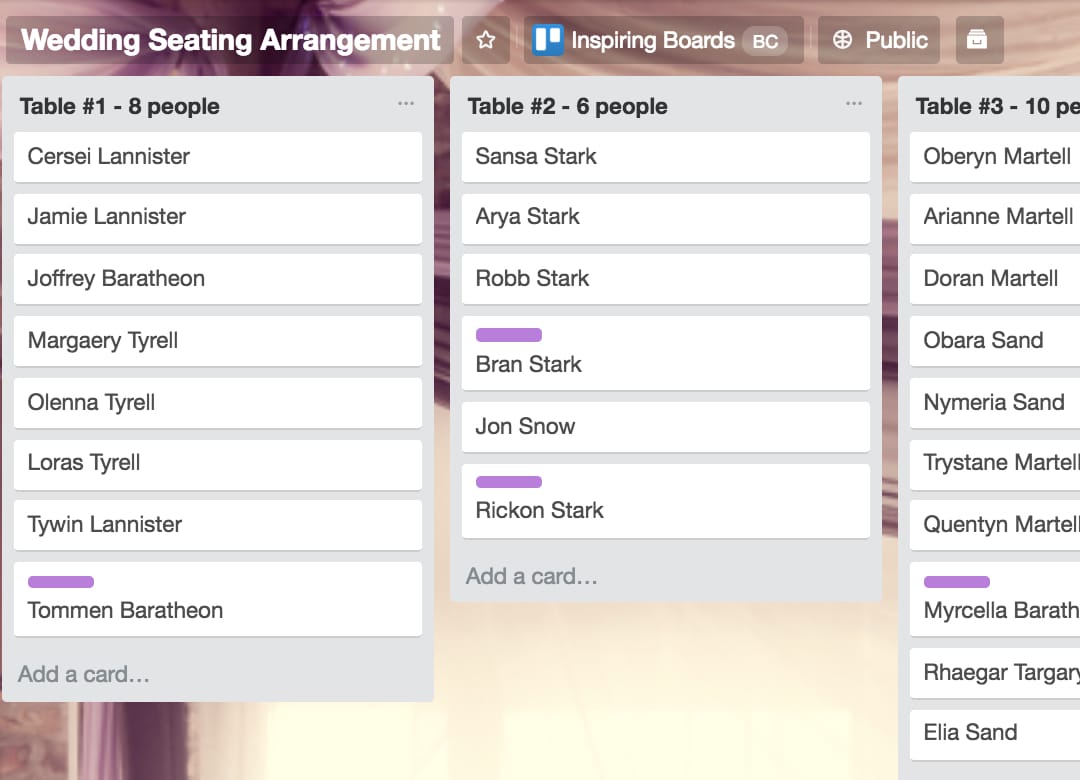 Wedding Seating Arrangement
Inspiring Boards BC
Public
Table #1 - 8 people
Cersei Lannister
Jamie Lannister
Joffrey Baratheon
Margaery Tyrell
Olenna Tyrell
Loras Tyrell
Tywin Lannister
Tommen Baratheon
Add a card…
Table #2 - 6 people
Sansa Stark
Arya Stark
Robb Stark
Bran Stark
Jon Snow
Rickon Stark
Add a card…
Table #3 - 10 pe
Oberyn Martell
Arianne Martell
Doran Martell
Obara Sand
Nymeria Sand
Trystane Martell
Quentyn Martell
Myrcella Barath
Rhaegar Targary
Elia Sand